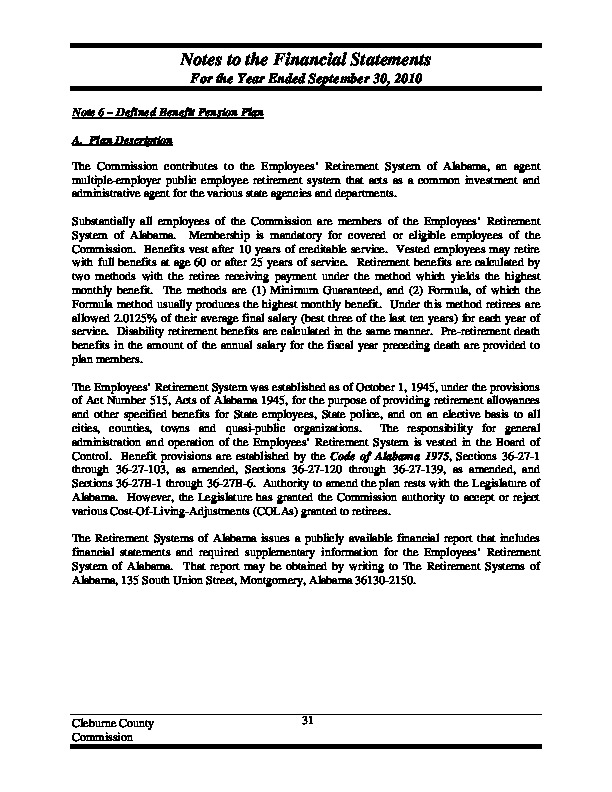 Notes to the Financial Statements
For the Year Ended September 30, 2010
Note 6 – Defined Benefit Pension Plan
A. Plan Description
The Commission contributes to the Employees' Retirement System of Alabama, an agent
multiple-employer public employee retirement system that acts as a common investment and
administrative agent for the various state agencies and departments.
Substantially all employees of the Commission are members of the Employees' Retirement
System of Alabama. Membership is mandatory for covered or eligible employees of the
Commission. Benefits vest after 10 years of creditable service. Vested employees may retire
with full benefits at age 60 or after 25 years of service. Retirement benefits are calculated by
two methods with the retiree receiving payment under the method which yields the highest
monthly benefit. The methods are (1) Minimum Guaranteed, and (2) Formula, of which the
Formula method usually produces the highest monthly benefit. Under this method retirees are
allowed 2.0125% of their average final salary (best three of the last ten years) for each year of
service. Disability retirement benefits are calculated in the same manner. Pre-retirement death
benefits in the amount of the annual salary for the fiscal year preceding death are provided to
plan members.
The Employees' Retirement System was established as of October 1, 1945, under the provisions
of Act Number 515, Acts of Alabama 1945, for the purpose of providing retirement allowances
and other specified benefits for State employees, State police, and on an elective basis to all
cities, counties, towns and quasi-public organizations. The responsibility for general
administration and operation of the Employees' Retirement System is vested in the Board of
Control. Benefit provisions are established by the Code of Alabama 1975, Sections 36-27-1
through 36-27-103, as amended, Sections 36-27-120 through 36-27-139, as amended, and
Sections 36-27B-1 through 36-27B-6. Authority to amend the plan rests with the Legislature of
Alabama. However, the Legislature has granted the Commission authority to accept or reject
various Cost-Of-Living-Adjustments (COLAs) granted to retirees.
The Retirement Systems of Alabama issues a publicly available financial report that includes
financial statements and required supplementary information for the Employees' Retirement
System of Alabama. That report may be obtained by writing to The Retirement Systems of
Alabama, 135 South Union Street, Montgomery, Alabama 36130-2150.
Cleburne County
Commission
31